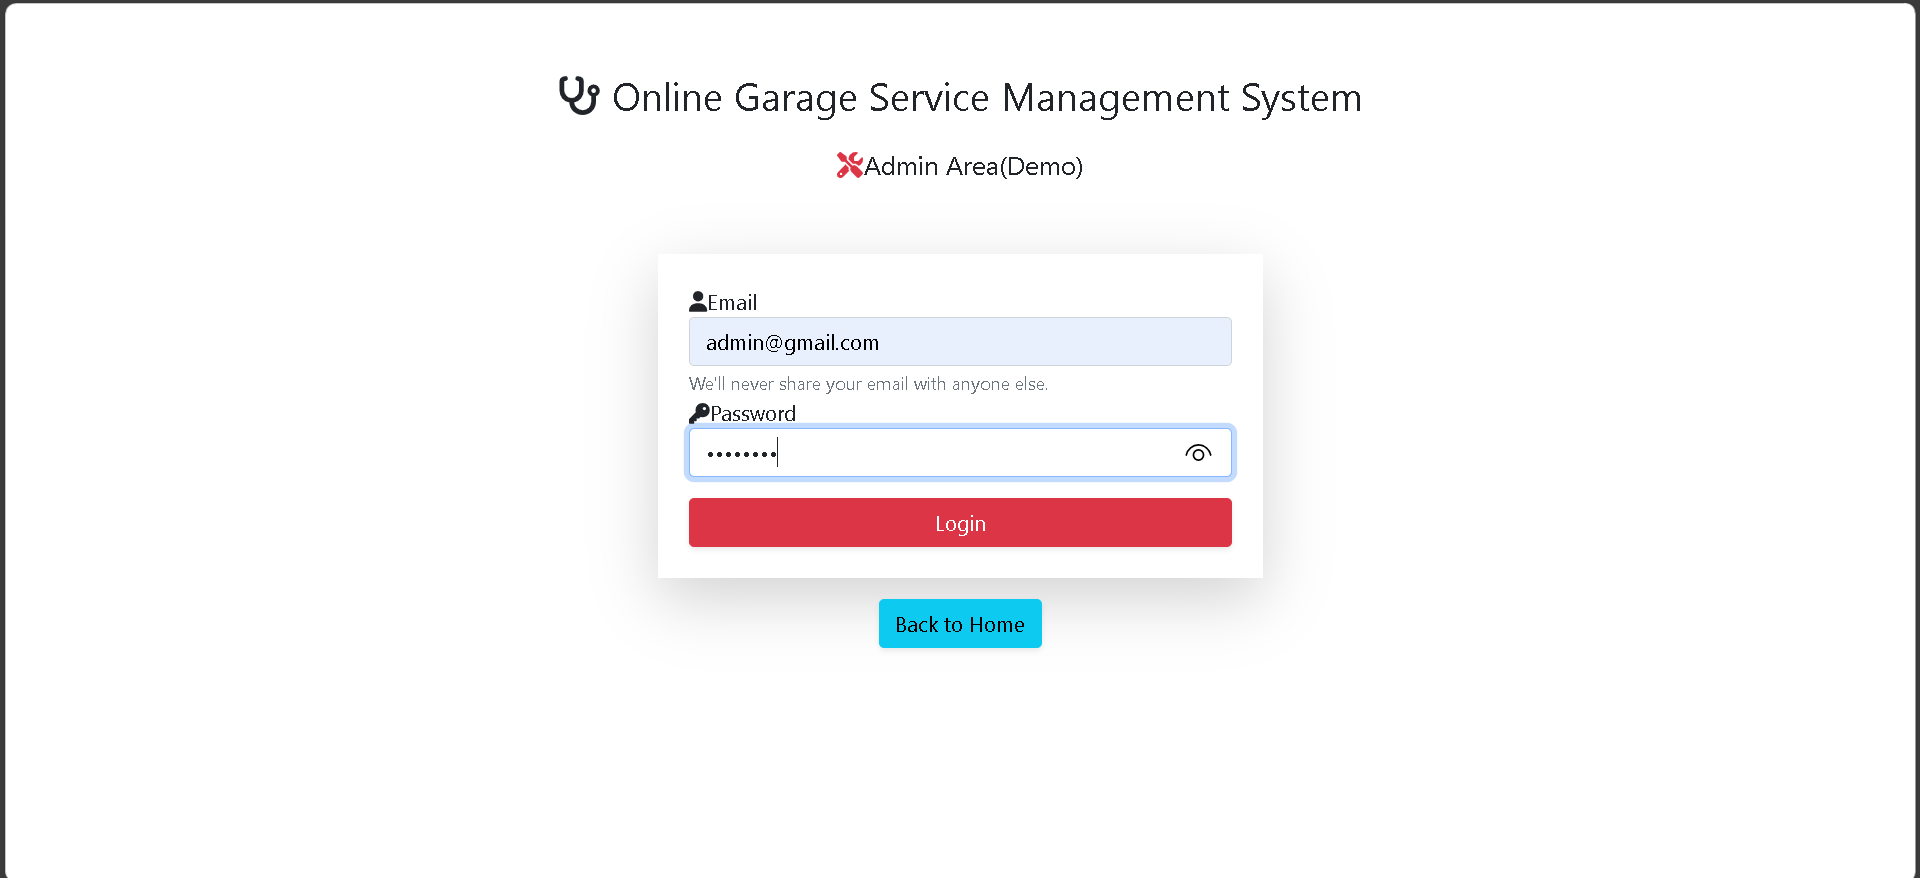 Online Garage Service Management System
Admin Area(Demo)
Email
admin@gmail.com
We'll never share your email with anyone else.
Password
••••••••
Login
Back to Home